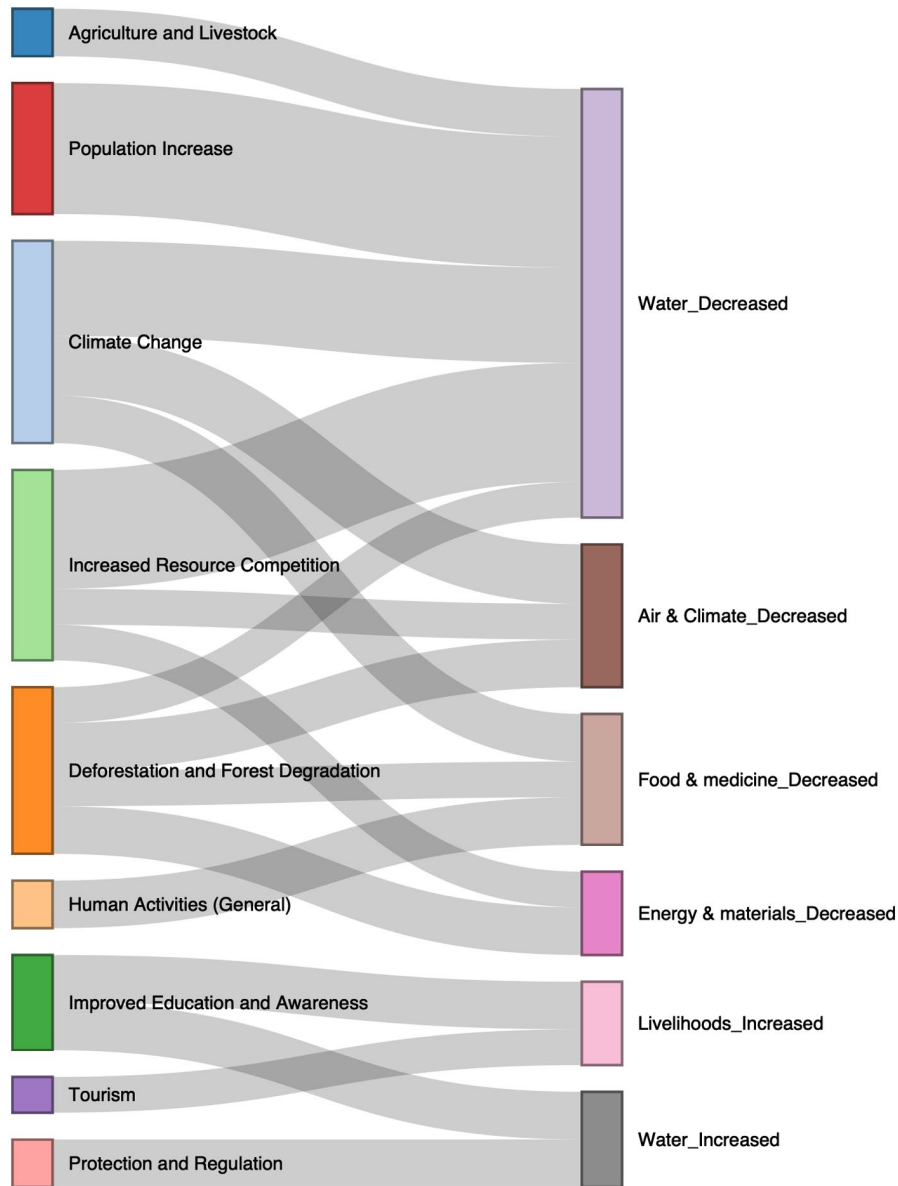 Agriculture and Livestock
Population Increase
Climate Change
Increased Resource Competition
Deforestation and Forest Degradation
Human Activities (General)
Improved Education and Awareness
Tourism
Protection and Regulation
Water_Decreased
Air & Climate_Decreased
Food & medicine_Decreased
Energy & materials_Decreased
Livelihoods_Increased
Water_Increased